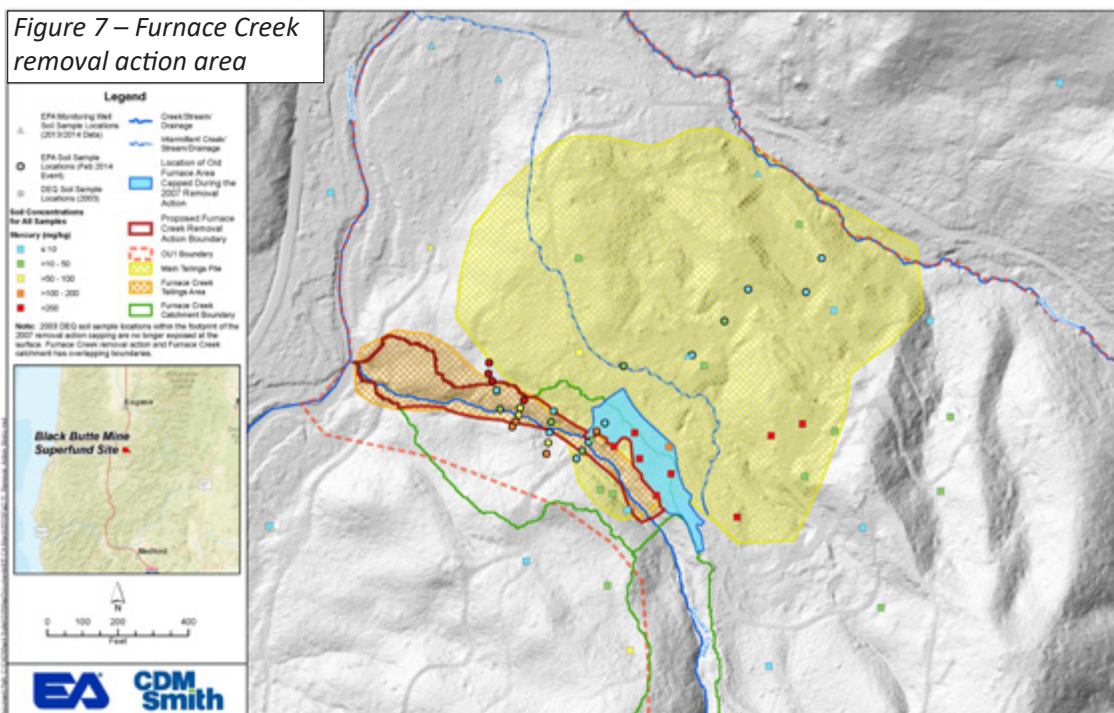 Figure 7 – Furnace Creek
removal action area
Legend
EPA Monitoring Well
Soil Sample Locations
(2013/2014 Data)
EPA Soil Sample
Locations (Feb 2014
Event)
DEQ Soil Sample
Locations (2003)
Soil Concentrations
for All Samples
Mercury (mg/kg)
≤ 10
>10 - 50
>50 - 100
>100 - 200
>200
Creek/Stream/
Drainage
Intermittent Creek/
Stream/Drainage
Location of Old
Furnace Area
Capped During the
2007 Removal
Action
Proposed Furnace
Creek Removal
Action Boundary
OU1 Boundary
Main Tailings Pile
Furnace Creek
Tailings Area
Furnace Creek
Catchment Boundary
Note: 2003 DEQ soil sample locations within the footprint of the
2007 removal action capping are no longer exposed at the
surface. Furnace Creek removal action and Furnace Creek
catchment has overlapping boundaries.
Eugene
Black Butte Mine
Superfund Site
Medford
N
0 100 200 400
Feet
EA
CDM
Smith